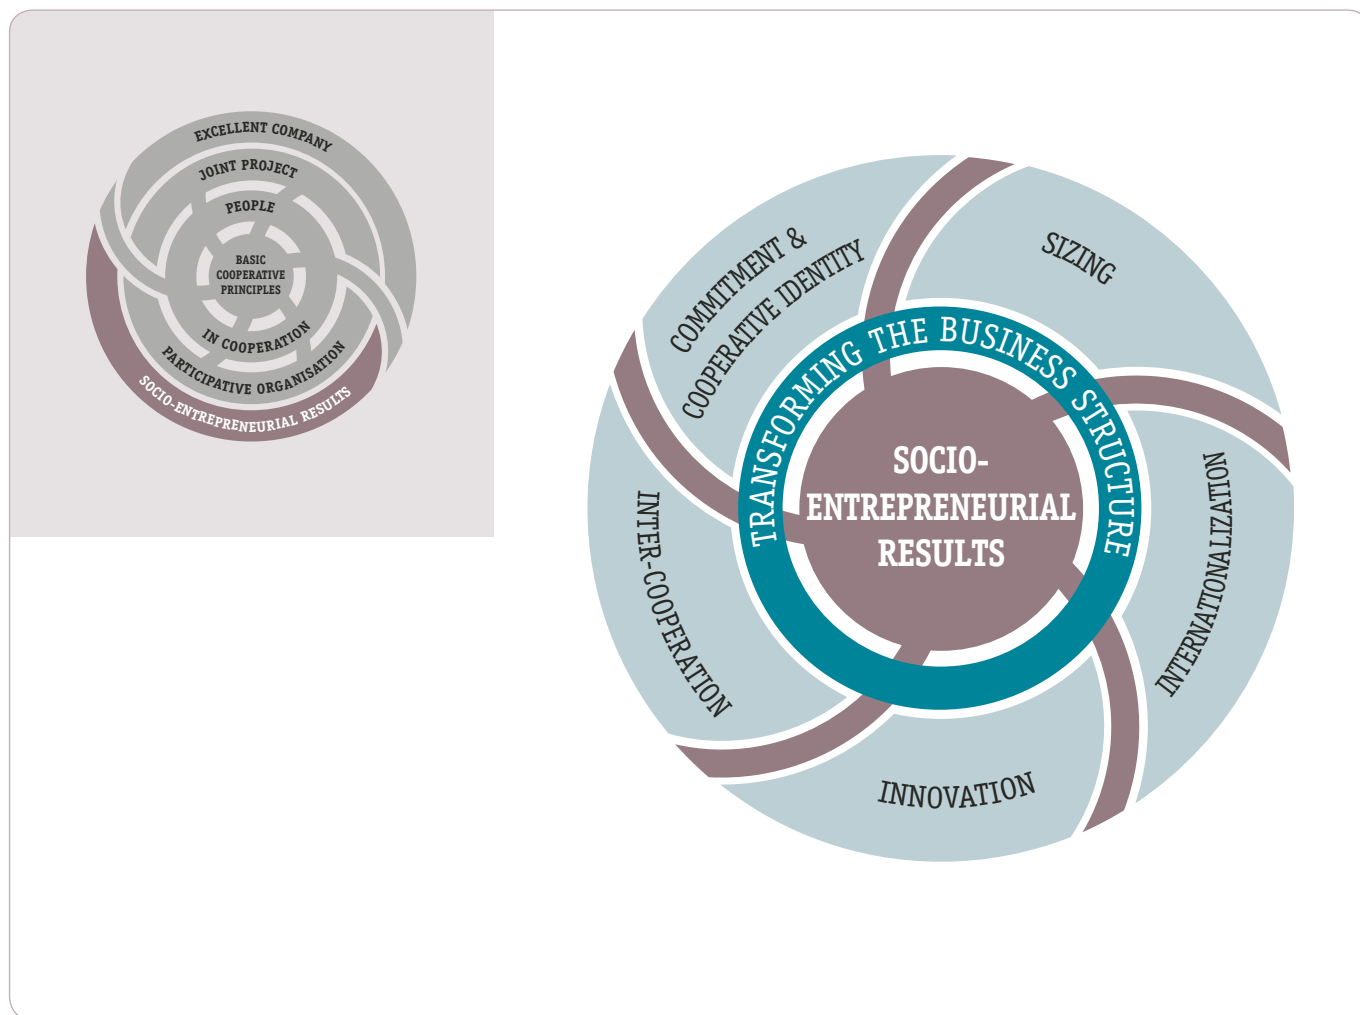 EXCELLENT COMPANY
JOINT PROJECT
PEOPLE
BASIC
COOPERATIVE
PRINCIPLES
IN COOPERATION
PARTICIPATIVE ORGANISATION
SOCIO-ENTREPRENEURIAL RESULTS
COMMITMENT &
COOPERATIVE IDENTITY
SIZING
TRANSFORMING THE BUSINESS STRUCTURE
SOCIO-
ENTREPRENEURIAL
RESULTS
INTER-COOPERATION
INTERNATIONALIZATION
INNOVATION